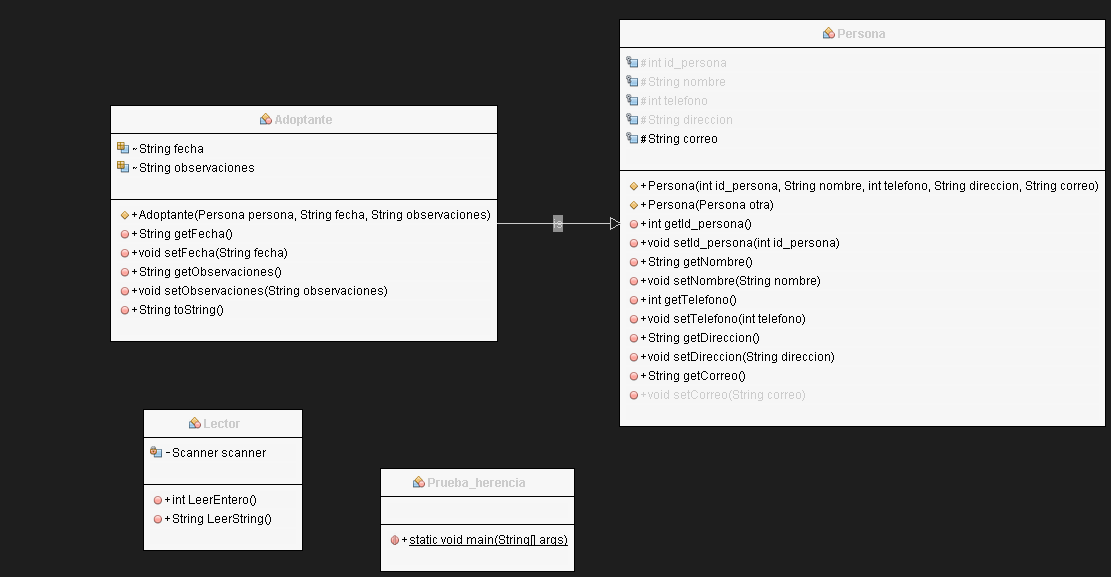 Adoptante
~String fecha
~String observaciones
+Adoptante(Persona persona, String fecha, String observaciones)
+String getFecha()
+void setFecha(String fecha)
+String getObservaciones()
+void setObservaciones(String observaciones)
+String toString()
is
Persona
#int id_persona
#String nombre
#int telefono
#String direccion
#String correo
+Persona(int id_persona, String nombre, int telefono, String direccion, String correo)
+Persona(Persona otra)
+int getId_persona()
+void setId_persona(int id_persona)
+String getNombre()
+void setNombre(String nombre)
+int getTelefono()
+void setTelefono(int telefono)
+String getDireccion()
+void setDireccion(String direccion)
+String getCorreo()
+void setCorreo(String correo)
Lector
-Scanner scanner
+int LeerEntero()
+String LeerString()
Prueba_herencia
+static void main(String[] args)